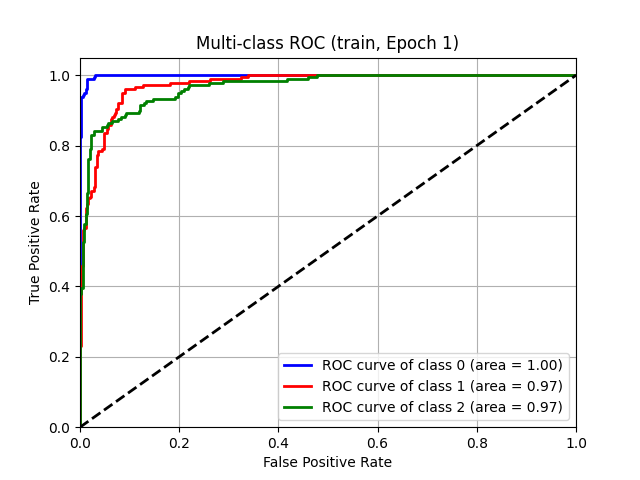 Multi-class ROC (train, Epoch 1)
True Positive Rate
1.0
0.8
0.6
0.4
0.2
0.0
ROC curve of class 0 (area = 1.00)
ROC curve of class 1 (area = 0.97)
ROC curve of class 2 (area = 0.97)
0.0 0.2 0.4 0.6 0.8 1.0
False Positive Rate